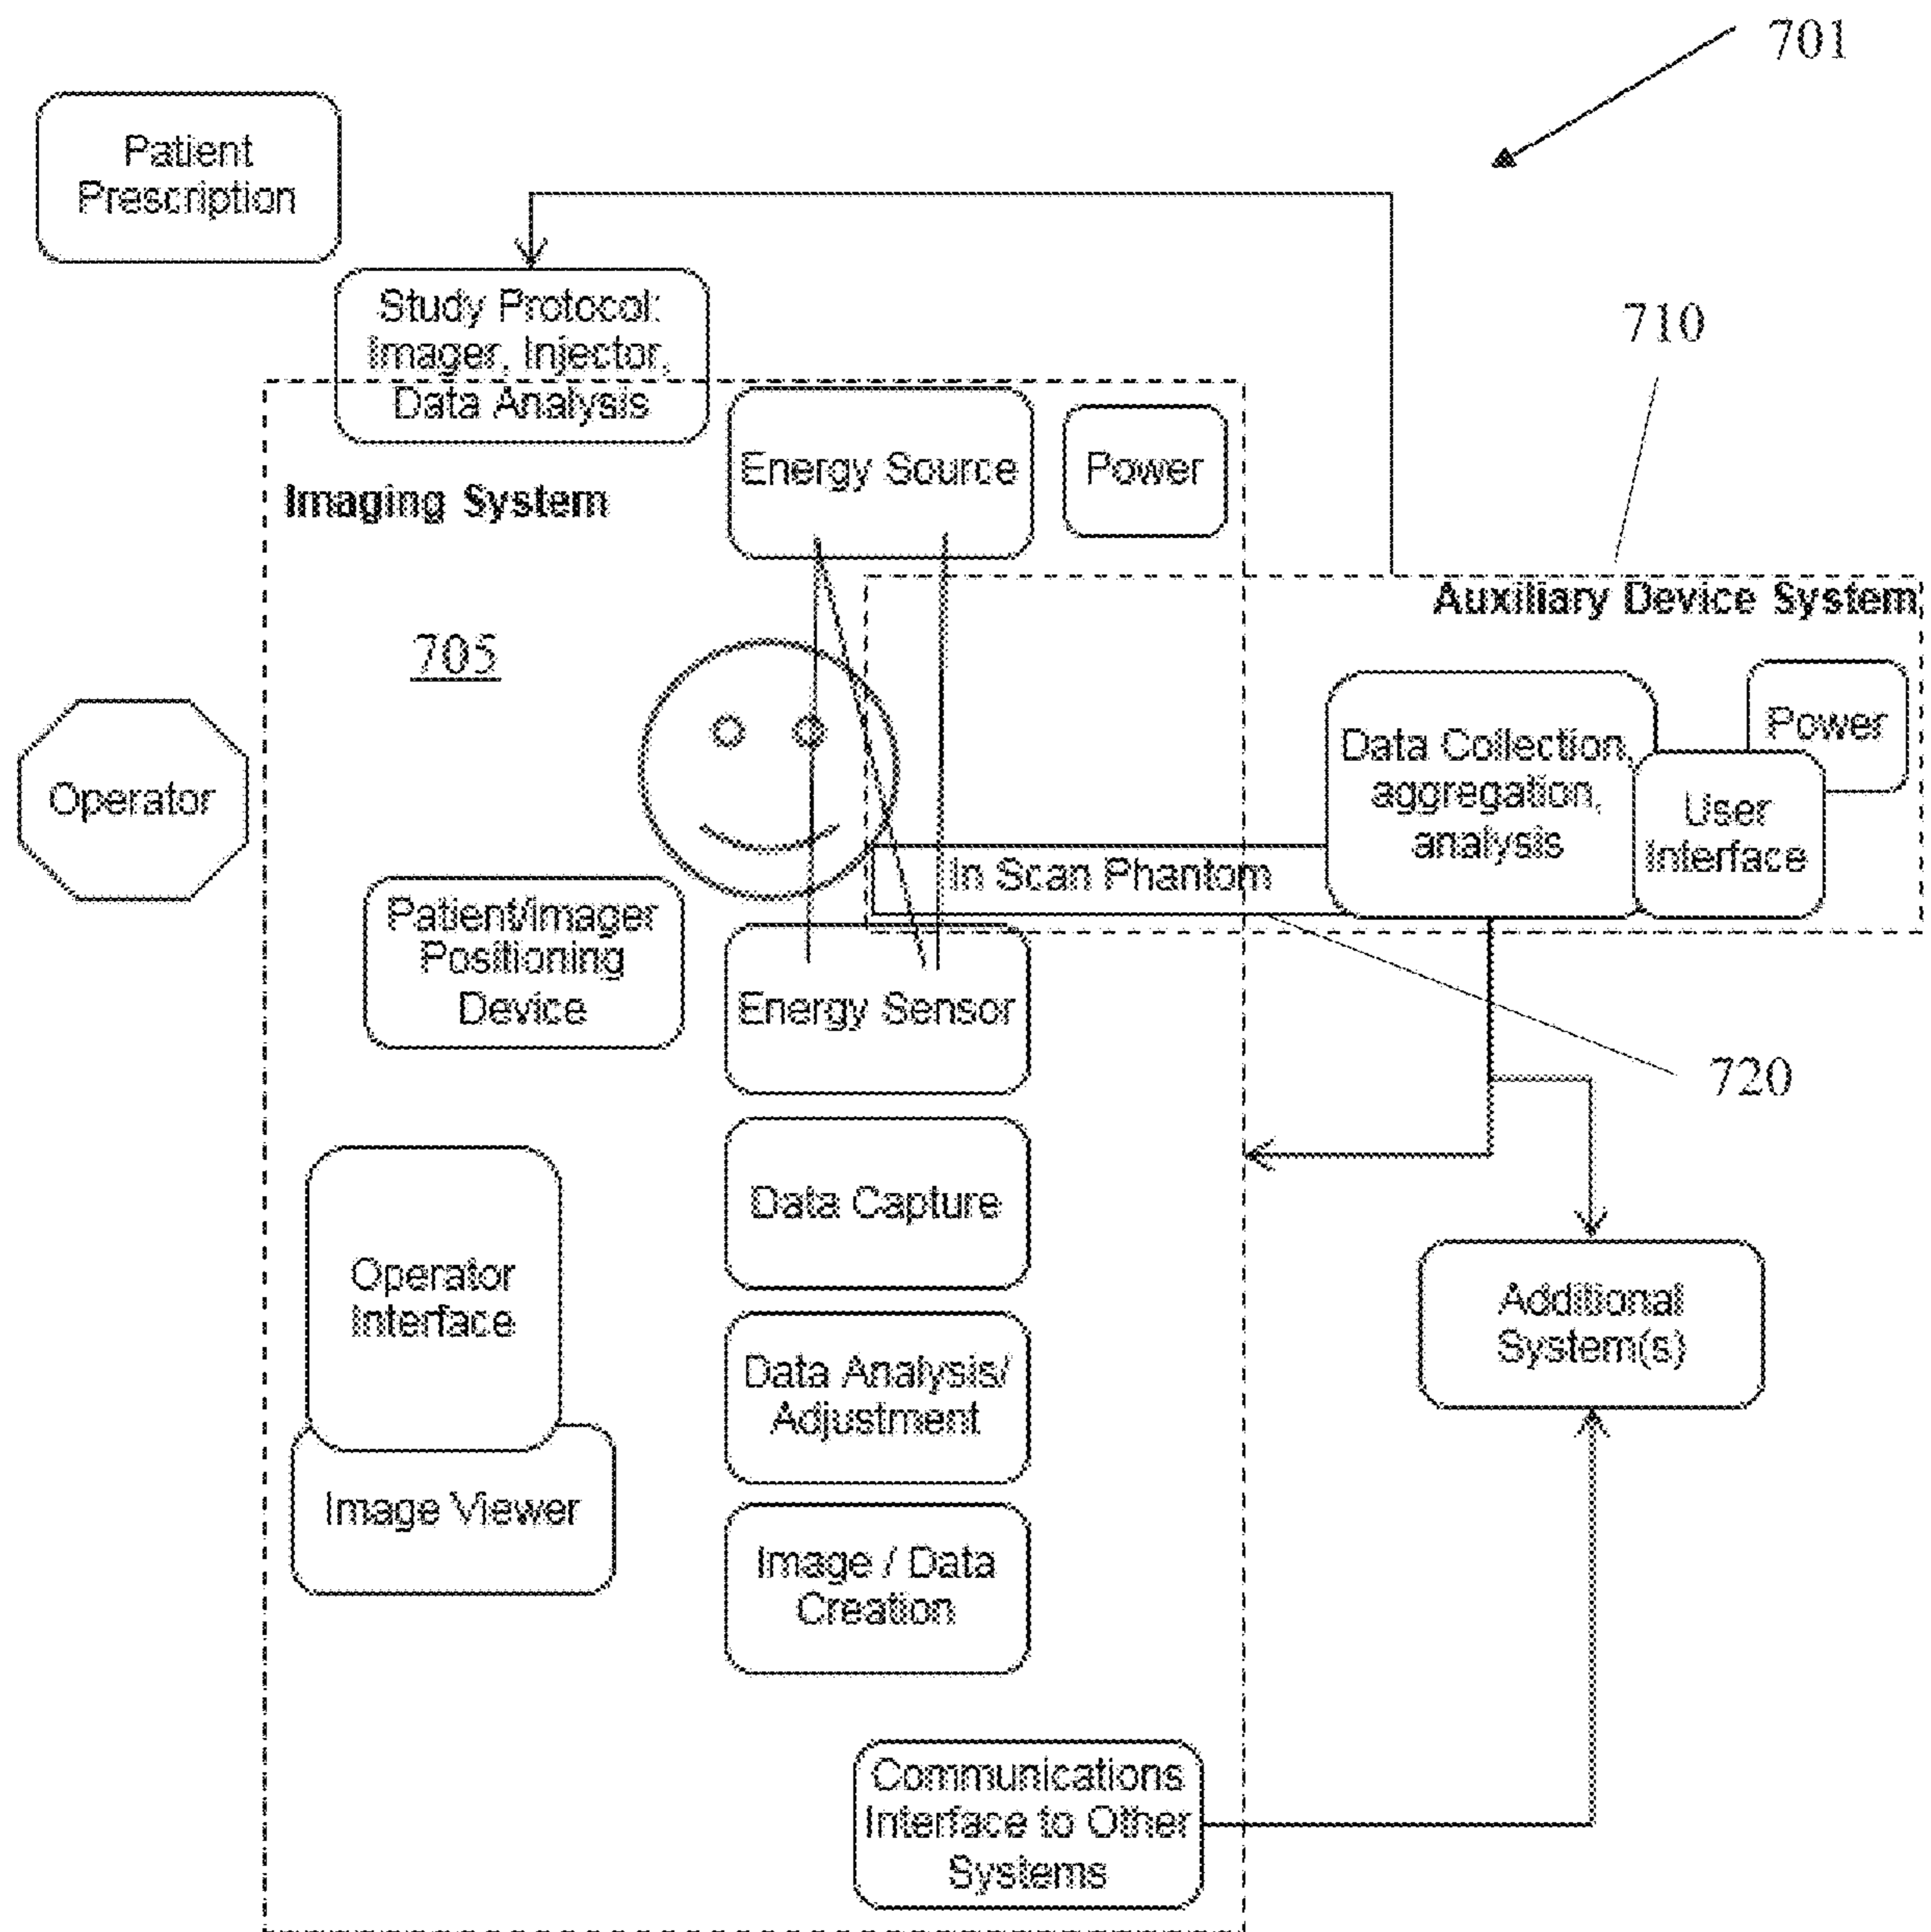 701
Patient
Prescription
Study Protocol:
Imager, Injector,
Data Analysis
710
Imaging System
Energy Source
Power
Auxiliary Device System
705
Operator
Data Collection,
aggregation,
analysis
Power
User
Interface
In Scan Phantom
Patient/Imager
Positioning
Device
Energy Sensor
720
Data Capture
Operator
Interface
Additional
System(s)
Data Analysis/
Adjustment
Image Viewer
Image / Data
Creation
Communications
Interface to Other
Systems